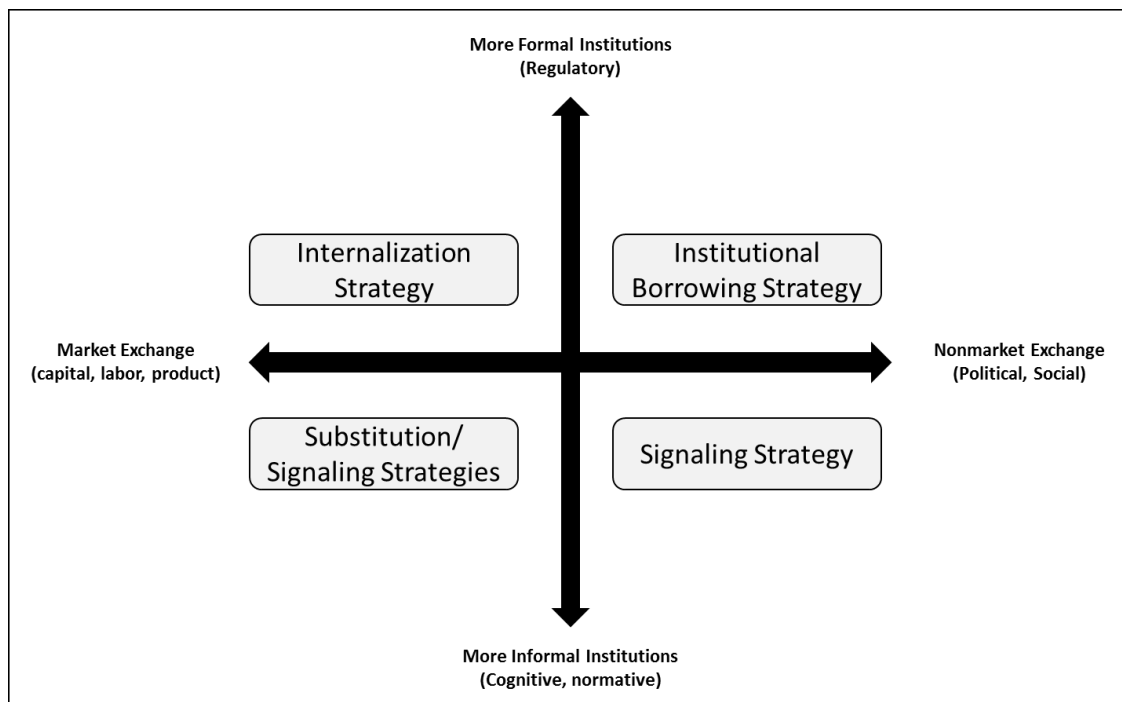 More Formal Institutions
(Regulatory)
Internalization
Strategy
Institutional
Borrowing Strategy
Market Exchange
(capital, labor, product)
Nonmarket Exchange
(Political, Social)
Substitution/
Signaling Strategies
Signaling Strategy
More Informal Institutions
(Cognitive, normative)